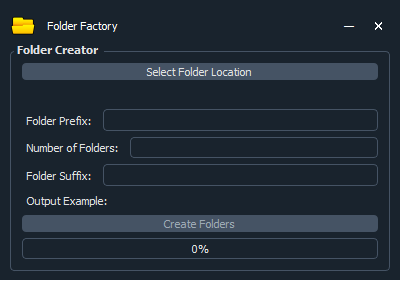 Folder Factory
Folder Creator
Select Folder Location
Folder Prefix:
Number of Folders:
Folder Suffix:
Output Example:
Create Folders
0%